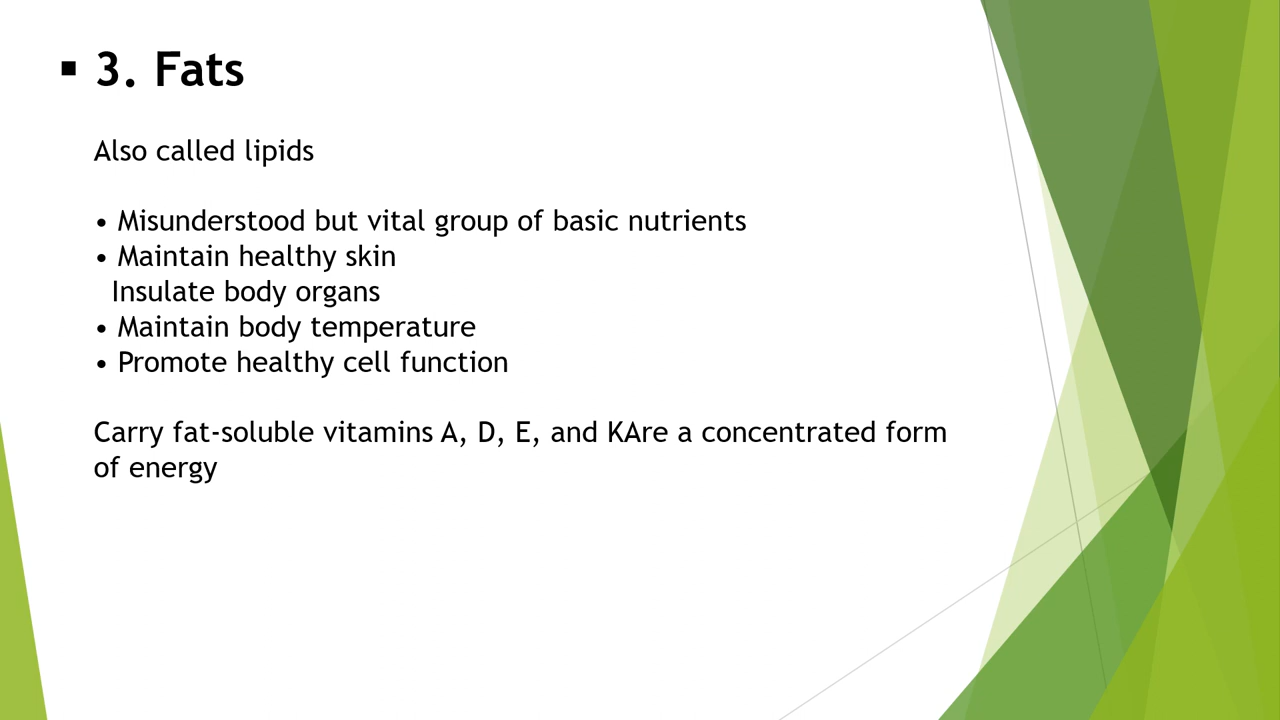 ▪ 3. Fats
Also called lipids
• Misunderstood but vital group of basic nutrients
• Maintain healthy skin
Insulate body organs
• Maintain body temperature
• Promote healthy cell function
Carry fat-soluble vitamins A, D, E, and KAre a concentrated form
of energy